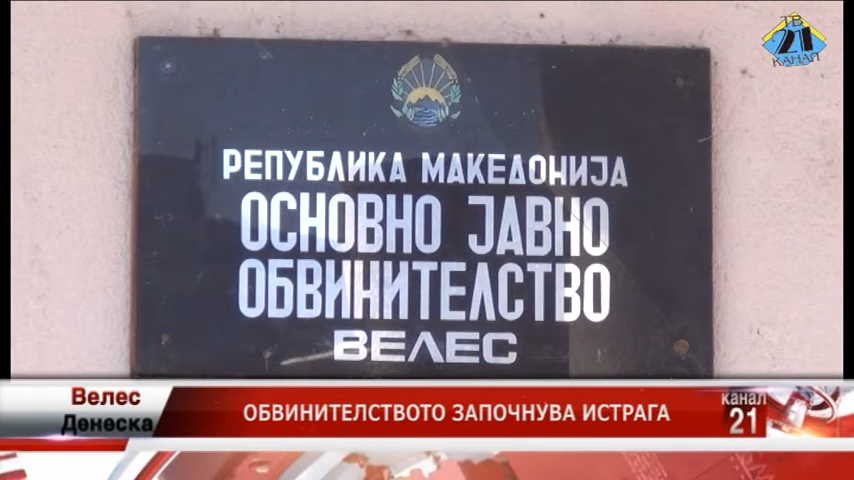 ТВ
21
КАНАЛ
РЕПУБЛИКА МАКЕДОНИЈА
ОСНОВНО ЈАВНО
ОБВИНИТЕЛСТВО
ВЕЛЕС
Велес
Денеска
ОБВИНИТЕЛСТВОТО ЗАПОЧНУВА ИСТРАГА
канал
21